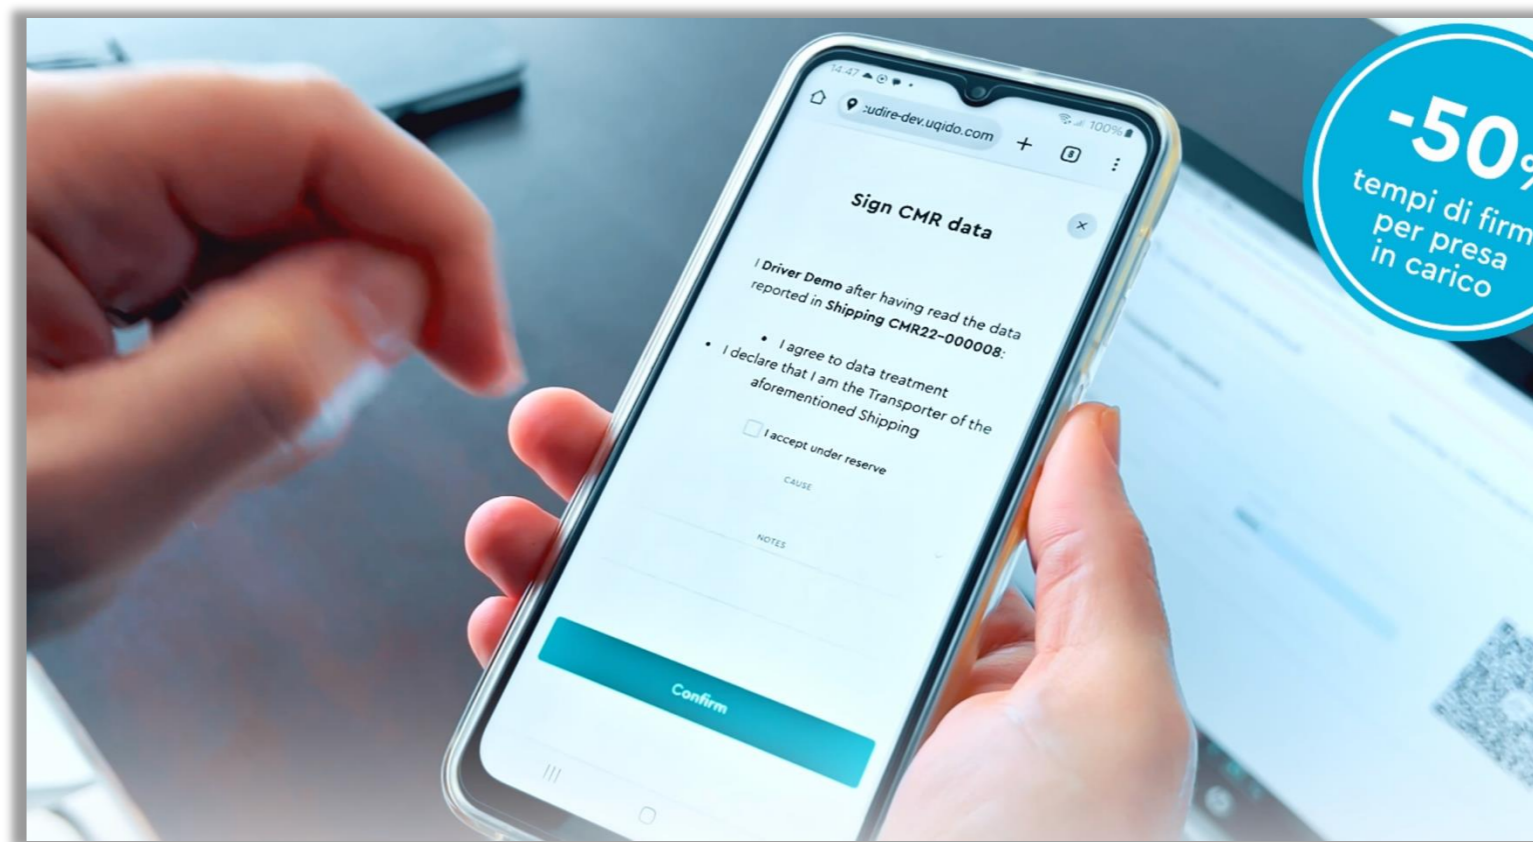 14:47
100%
:udire-dev.uqido.com
8
Sign CMR data
I Driver Demo after having read the data
reported in Shipping CMR22-000008:
• I agree to data treatment
• I declare that I am the Transporter of the
aforementioned Shipping
I accept under reserve
CAUSE
NOTES
Confirm
-50%
tempi di firm
per presa
in carico